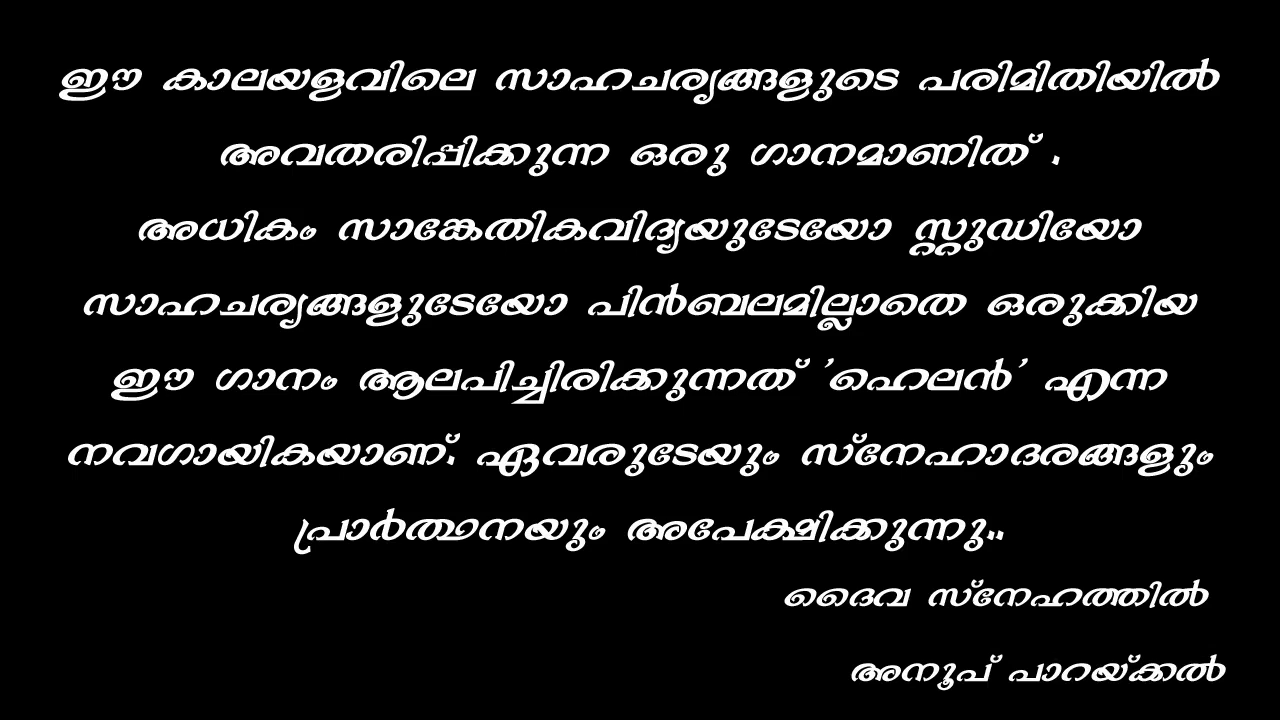 ഈ കാലയളവിലെ സാഹചര്യങ്ങളുടെ പരിമിതിയിൽ
അവതരിപ്പിക്കുന്ന ഒരു ഗാനമാണിത് .
അധികം സാങ്കേതികവിദ്യയുടേയോ സ്റ്റുഡിയോ
സാഹചര്യങ്ങളുടേയോ പിൻബലമില്ലാതെ ഒരുക്കിയ
ഈ ഗാനം ആലപിച്ചിരിക്കുന്നത് 'ഹെലൻ' എന്ന
നവഗായികയാണ്. ഏവരുടേയും സ്നേഹാദരങ്ങളും
പ്രാർത്ഥനയും അപേക്ഷിക്കുന്നു..
ദൈവ സ്നേഹത്തിൽ
അനൂപ് പാറയ്ക്കൽ